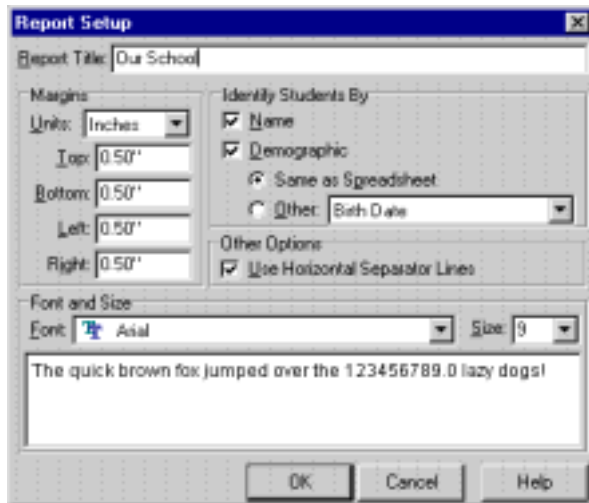 Report Setup
Report Title: Our School
Margins
Units: Inches
Top: 0.50"
Bottom: 0.50"
Left: 0.50"
Right: 0.50"
Identify Students By
Name
Demographic
Same as Spreadsheet
Other: Birth Date
Other Options
Use Horizontal Separator Lines
Font and Size
Font: Arial
Size: 9
The quick brown fox jumped over the 123456789.0 lazy dogs!
OK Cancel Help